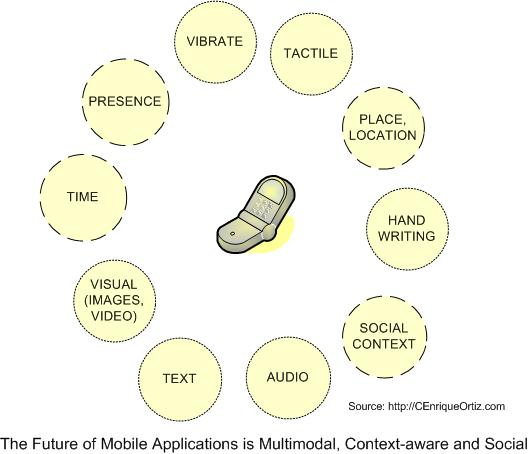 VIBRATE
TACTILE
PRESENCE
PLACE,
LOCATION
TIME
HAND
WRITING
VISUAL
(IMAGES,
VIDEO)
SOCIAL
CONTEXT
TEXT
AUDIO
Source: http://CEnriqueOrtiz.com
The Future of Mobile Applications is Multimodal, Context-aware and Social